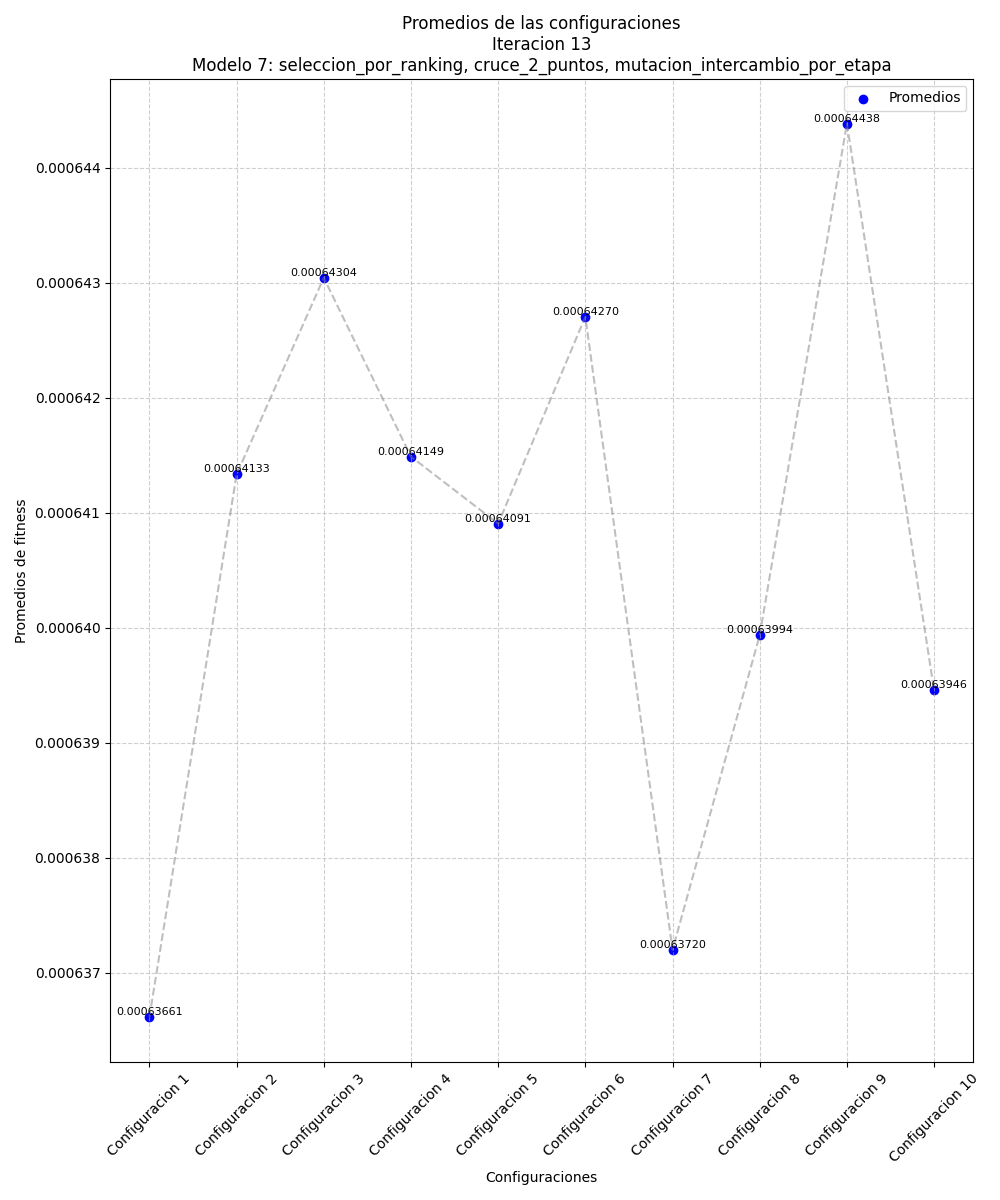 Promedios de las configuraciones
Iteracion 13
Modelo 7: seleccion_por_ranking, cruce_2_puntos, mutacion_intercambio_por_etapa
Promedios
0.00064438
0.000644
0.00064304
0.000643
0.00064270
0.000642
0.00064149
0.00064133
0.00064091
0.000641
Promedios de fitness
0.000640
0.00063994
0.00063946
0.000639
0.000638
0.00063720
0.000637
0.00063661
Configuracion 1
Configuracion 2
Configuracion 3
Configuracion 4
Configuracion 5
Configuracion 6
Configuracion 7
Configuracion 8
Configuracion 9
Configuracion 10
Configuraciones